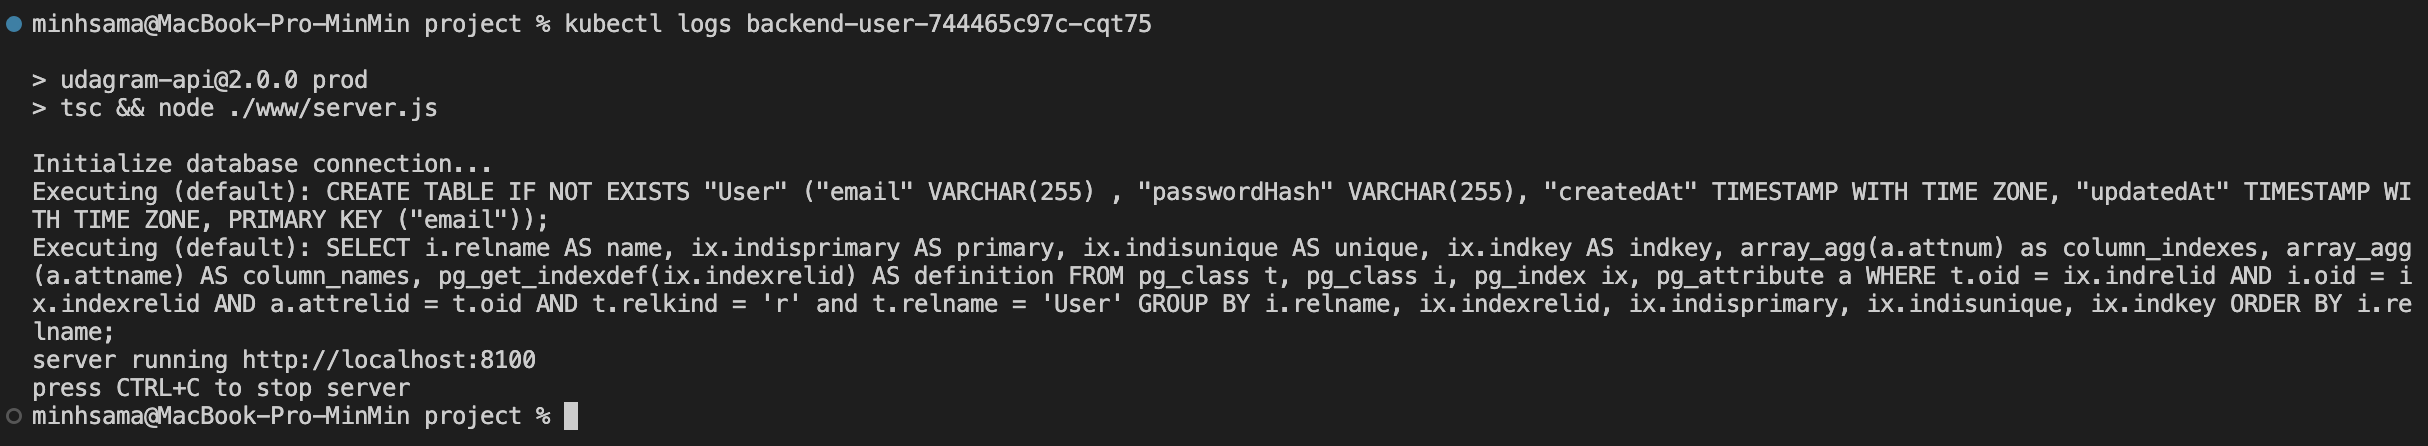 minhsama@MacBook-Pro-MinMin project % kubectl logs backend-user-744465c97c-cqt75
> udagram-api@2.0.0 prod
> tsc && node ./www/server.js
Initialize database connection...
Executing (default): CREATE TABLE IF NOT EXISTS "User" ("email" VARCHAR(255) , "passwordHash" VARCHAR(255), "createdAt" TIMESTAMP WITH TIME ZONE, "updatedAt" TIMESTAMP WI
TH TIME ZONE, PRIMARY KEY ("email"));
Executing (default): SELECT i.relname AS name, ix.indisprimary AS primary, ix.indisunique AS unique, ix.indkey AS indkey, array_agg(a.attnum) as column_indexes, array_agg
(a.attname) AS column_names, pg_get_indexdef(ix.indexrelid) AS definition FROM pg_class t, pg_class i, pg_index ix, pg_attribute a WHERE t.oid = ix.indrelid AND i.oid = i
x.indexrelid AND a.attrelid = t.oid AND t.relkind = 'r' and t.relname = 'User' GROUP BY i.relname, ix.indexrelid, ix.indisprimary, ix.indisunique, ix.indkey ORDER BY i.re
lname;
server running http://localhost:8100
press CTRL+C to stop server
minhsama@MacBook-Pro-MinMin project %